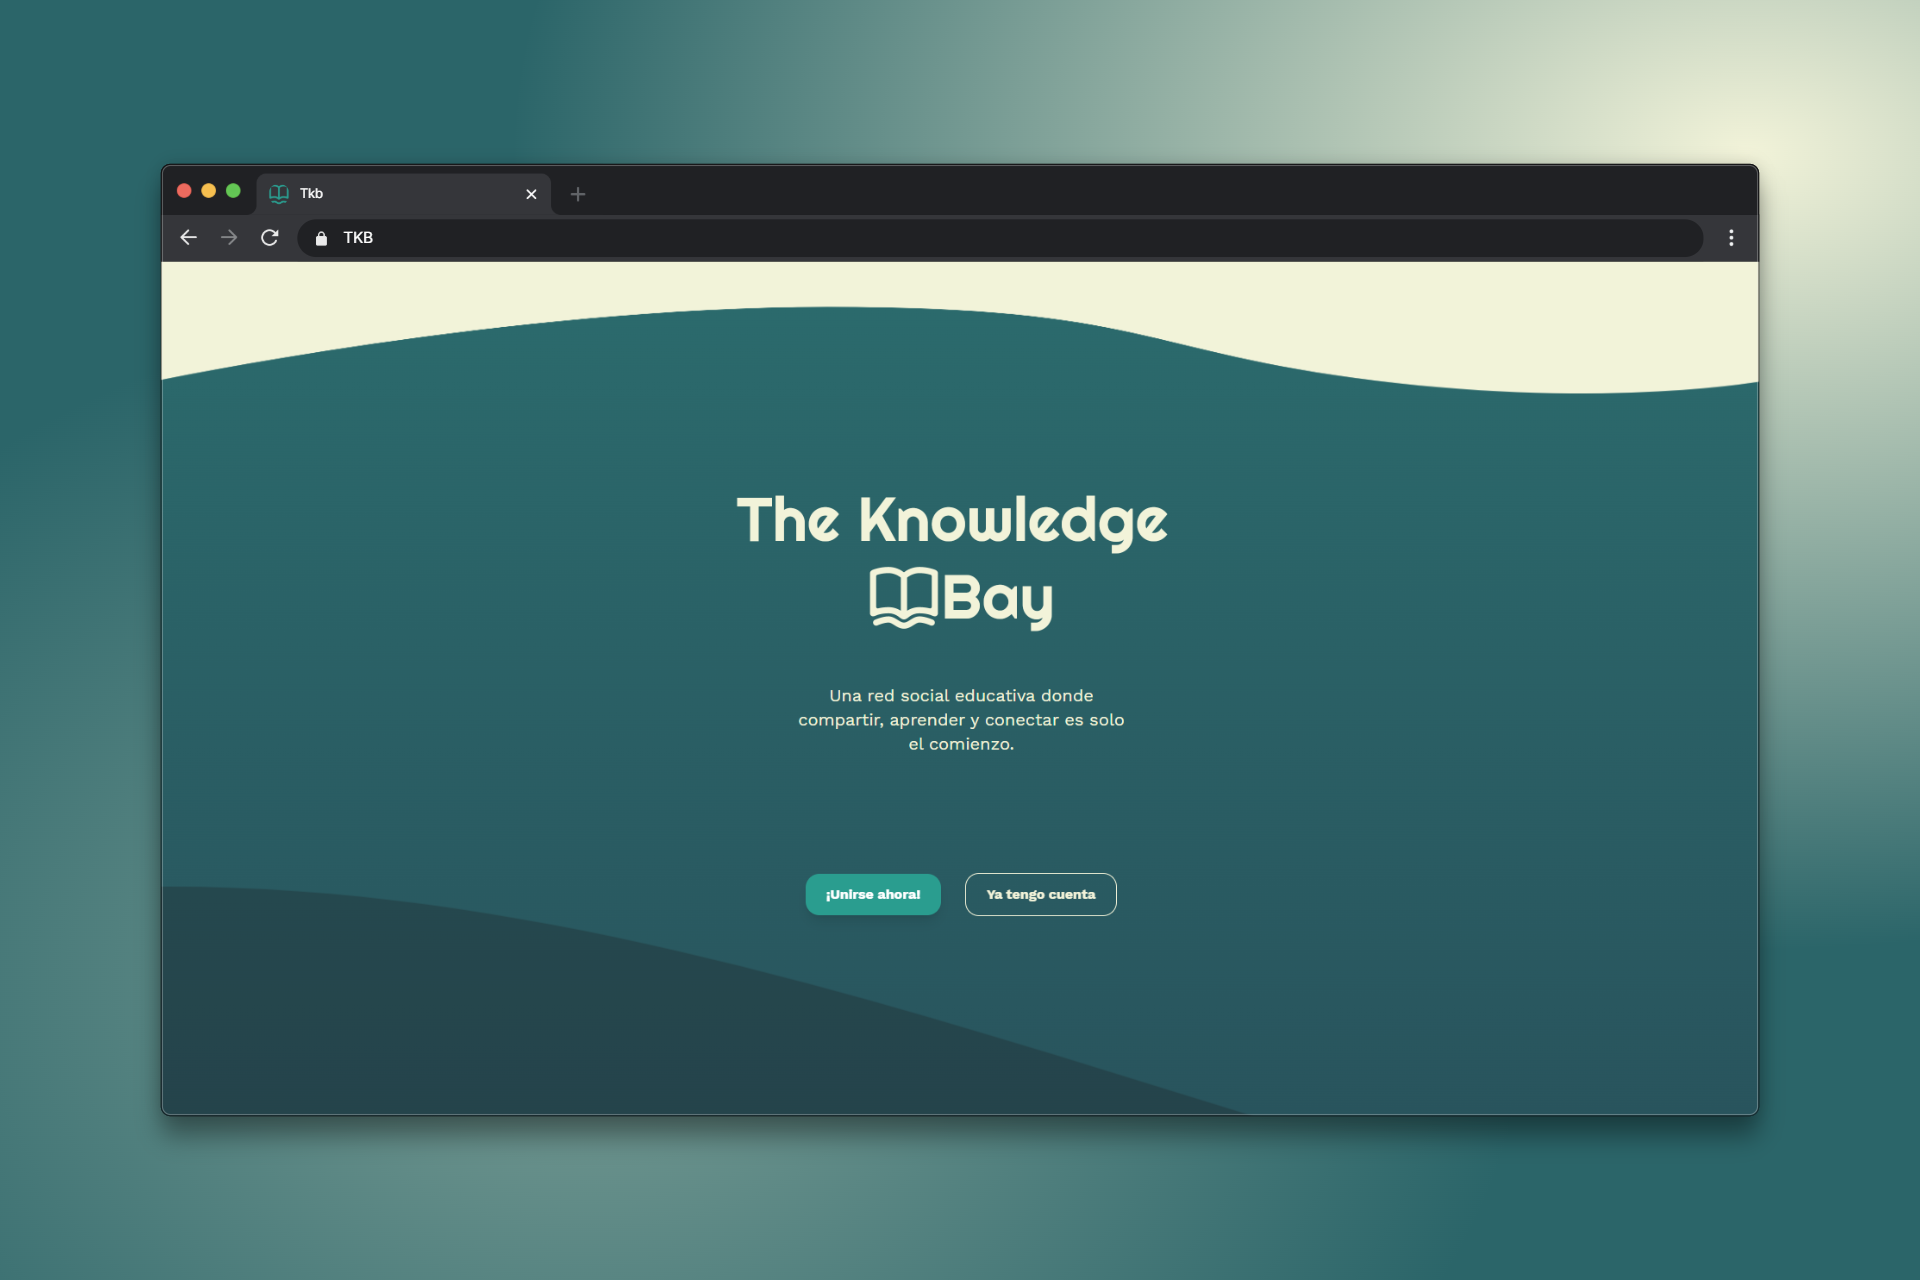 Tkb
TKB
The Knowledge
Bay
Una red social educativa donde
compartir, aprender y conectar es solo
el comienzo.
¡Unirse ahora!
Ya tengo cuenta